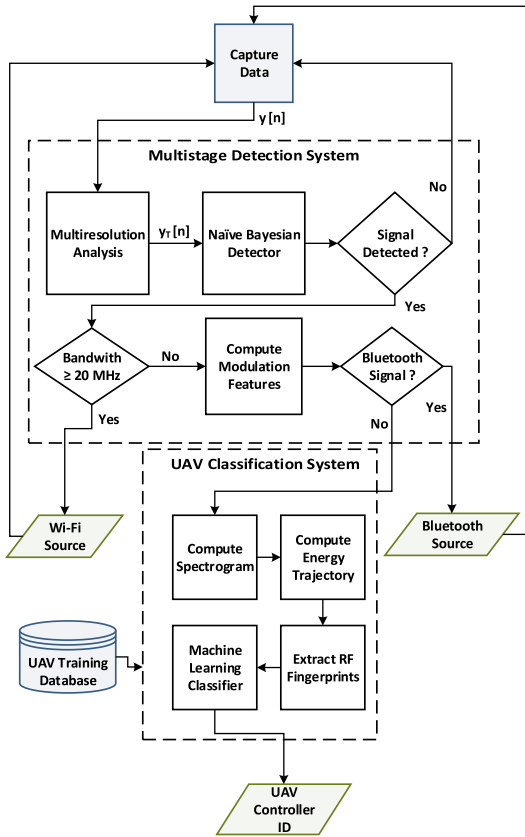 Capture
Data
y [n]
Multistage Detection System
No
Multiresolution
Analysis
yT [n]
Naïve Bayesian
Detector
Signal
Detected ?
Yes
Bandwith
≥ 20 MHz
No
Compute
Modulation
Features
Bluetooth
Signal ?
Yes
No
Yes
UAV Classification System
Wi-Fi
Source
Compute
Spectrogram
Compute
Energy
Trajectory
Bluetooth
Source
UAV Training
Database
Machine
Learning
Classifier
Extract RF
Fingerprints
UAV
Controller
ID